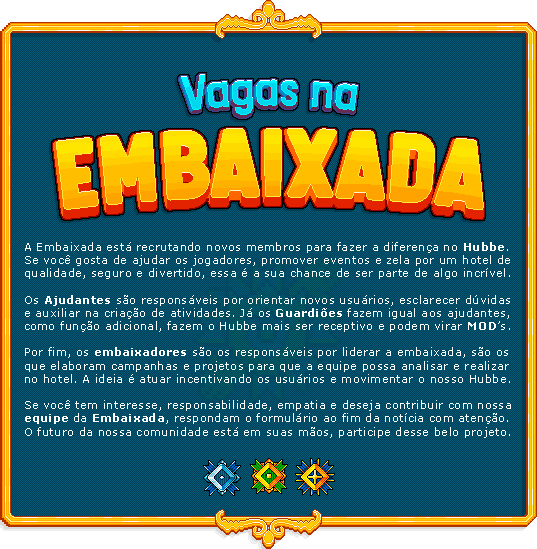 Vagas na
EMBAIXADA
A Embaixada está recrutando novos membros para fazer a diferença no Hubbe.
Se você gosta de ajudar os jogadores, promover eventos e zela por um hotel de
qualidade, seguro e divertido, essa é a sua chance de ser parte de algo incrível.
Os Ajudantes são responsáveis por orientar novos usuários, esclarecer dúvidas
e auxiliar na criação de atividades. Já os Guardiões fazem igual aos ajudantes,
como função adicional, fazem o Hubbe mais ser receptivo e podem virar MOD's.
Por fim, os embaixadores são os responsáveis por liderar a embaixada, são os
que elaboram campanhas e projetos para que a equipe possa analisar e realizar
no hotel. A ideia é atuar incentivando os usuários e movimentar o nosso Hubbe.
Se você tem interesse, responsabilidade, empatia e deseja contribuir com nossa
equipe da Embaixada, respondam o formulário ao fim da notícia com atenção.
O futuro da nossa comunidade está em suas mãos, participe desse belo projeto.